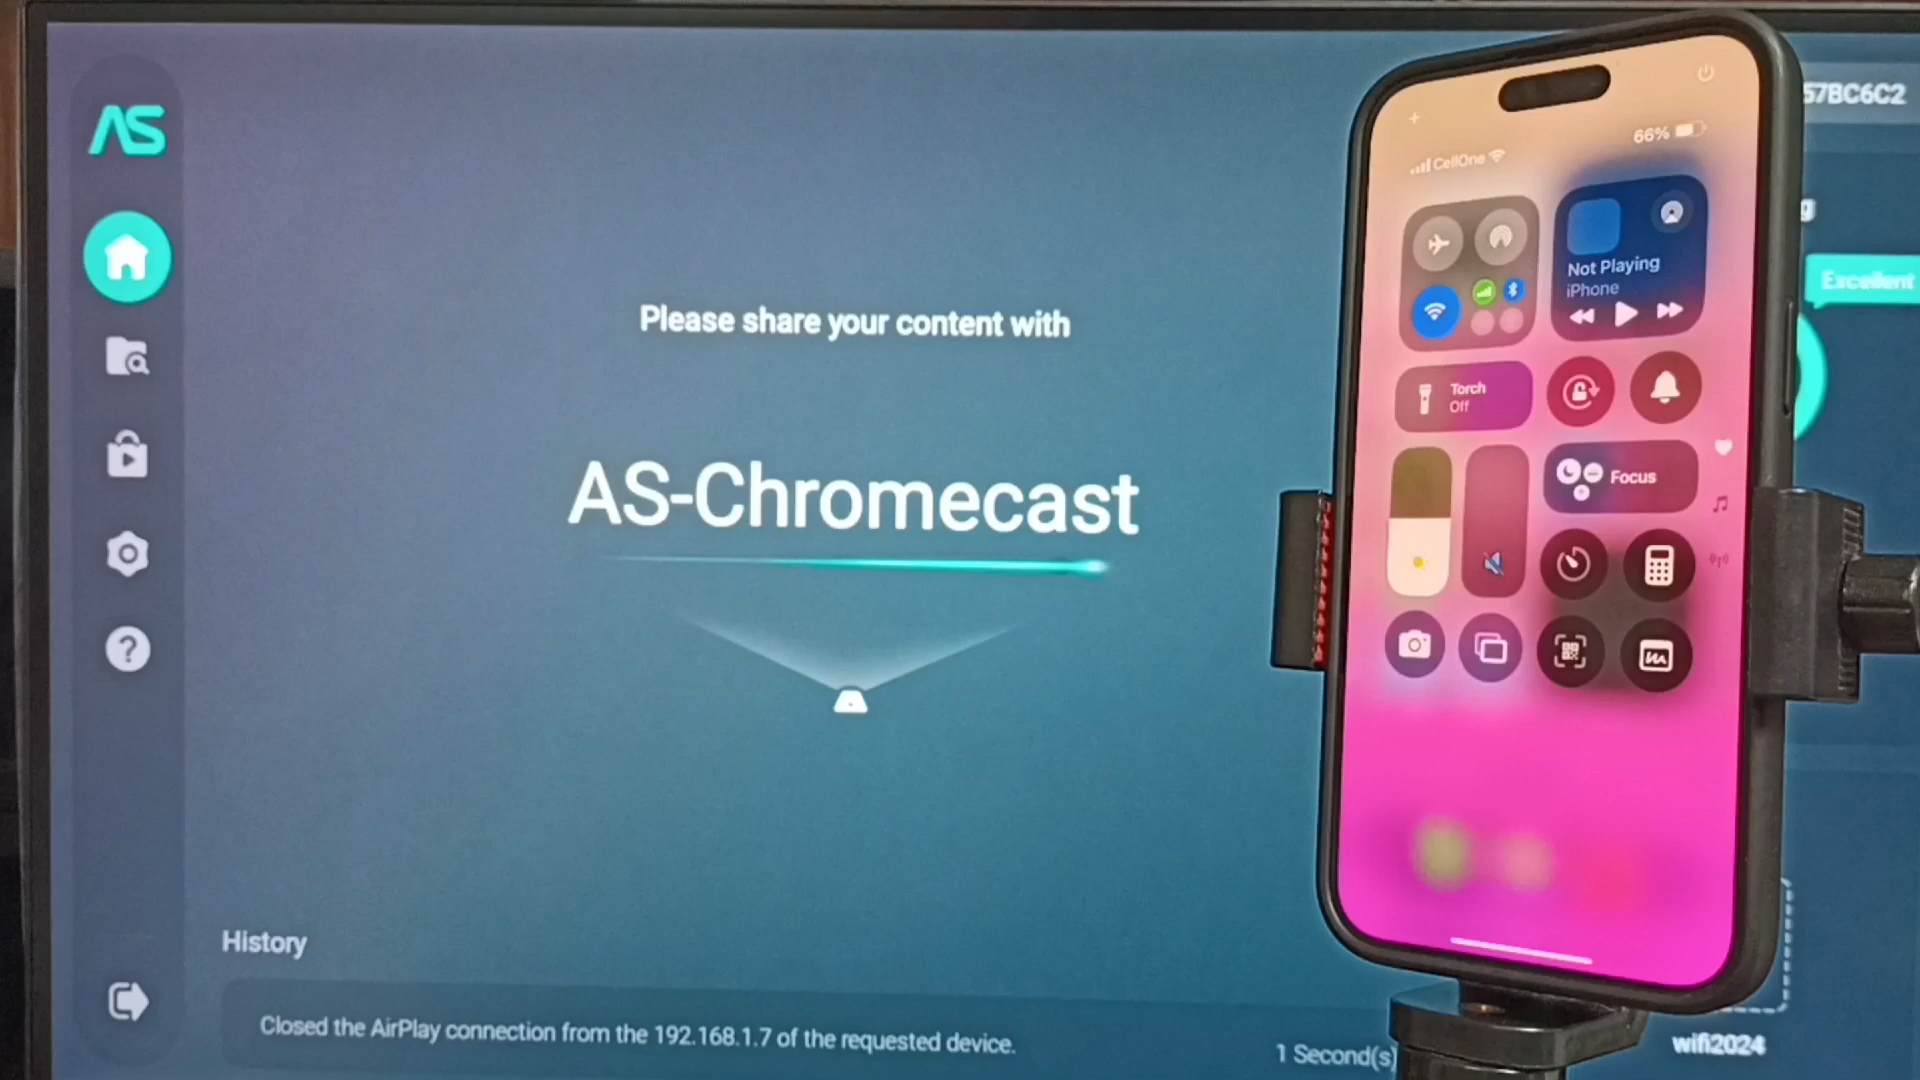 AS
57BC6C2
Excellent
Please share your content with
AS-Chromecast
History
Closed the AirPlay connection from the 192.168.1.7 of the requested device.
1 Second(s)
wifi2024
66%
CellOne
Not Playing
iPhone
Torch
Off
Focus